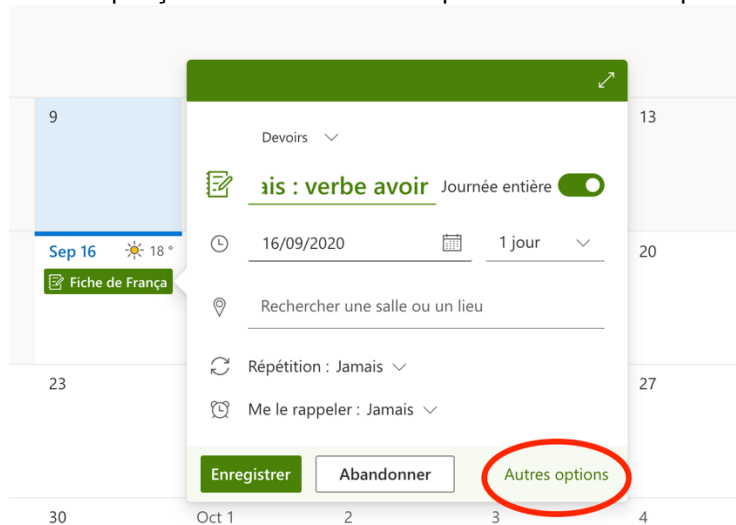 9
13
Devoirs
ais : verbe avoir Journée entière
Sep 16 18 °
16/09/2020 1 jour
20
Fiche de França
Rechercher une salle ou un lieu
Répétition : Jamais
23
27
Me le rappeler : Jamais
Enregistrer Abandonner Autres options
30 Oct 1 2 3 4